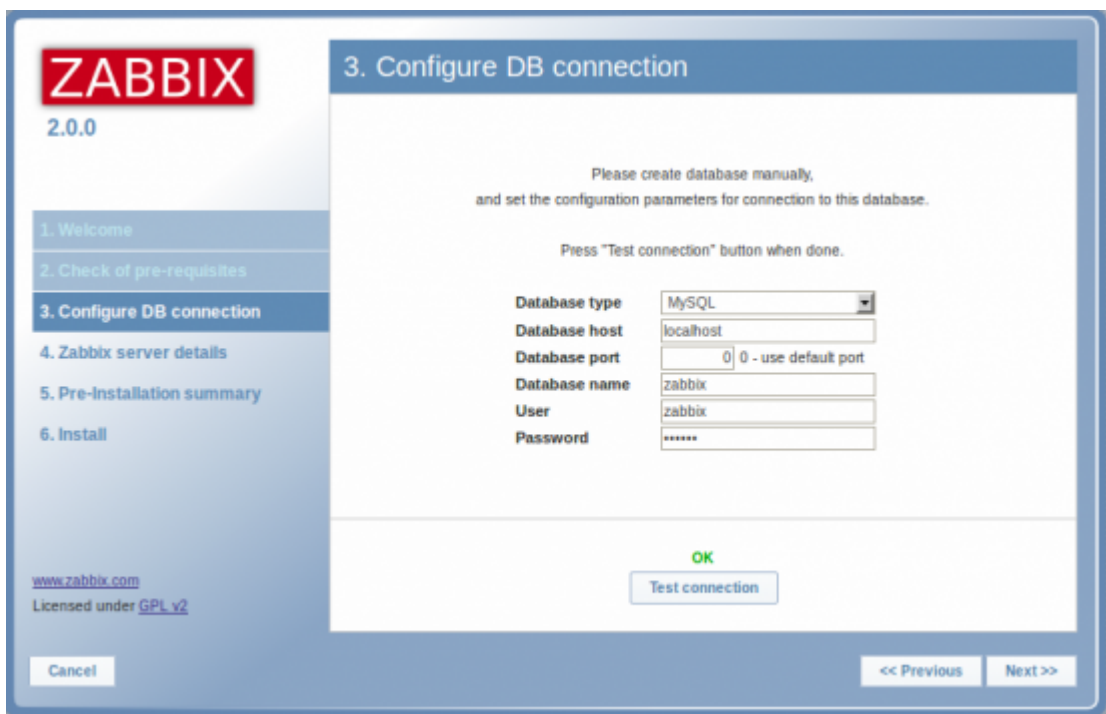 ZABBIX
2.0.0
1. Welcome
2. Check of pre-requisites
3. Configure DB connection
4. Zabbix server details
5. Pre-Installation summary
6. Install
www.zabbix.com
Licensed under GPL v2
3. Configure DB connection
Please create database manually,
and set the configuration parameters for connection to this database.
Press "Test connection" button when done.
Database type MySQL
Database host localhost
Database port 0 0 - use default port
Database name zabbix
User zabbix
Password ••••••
OK
Test connection
Cancel
<< Previous
Next >>